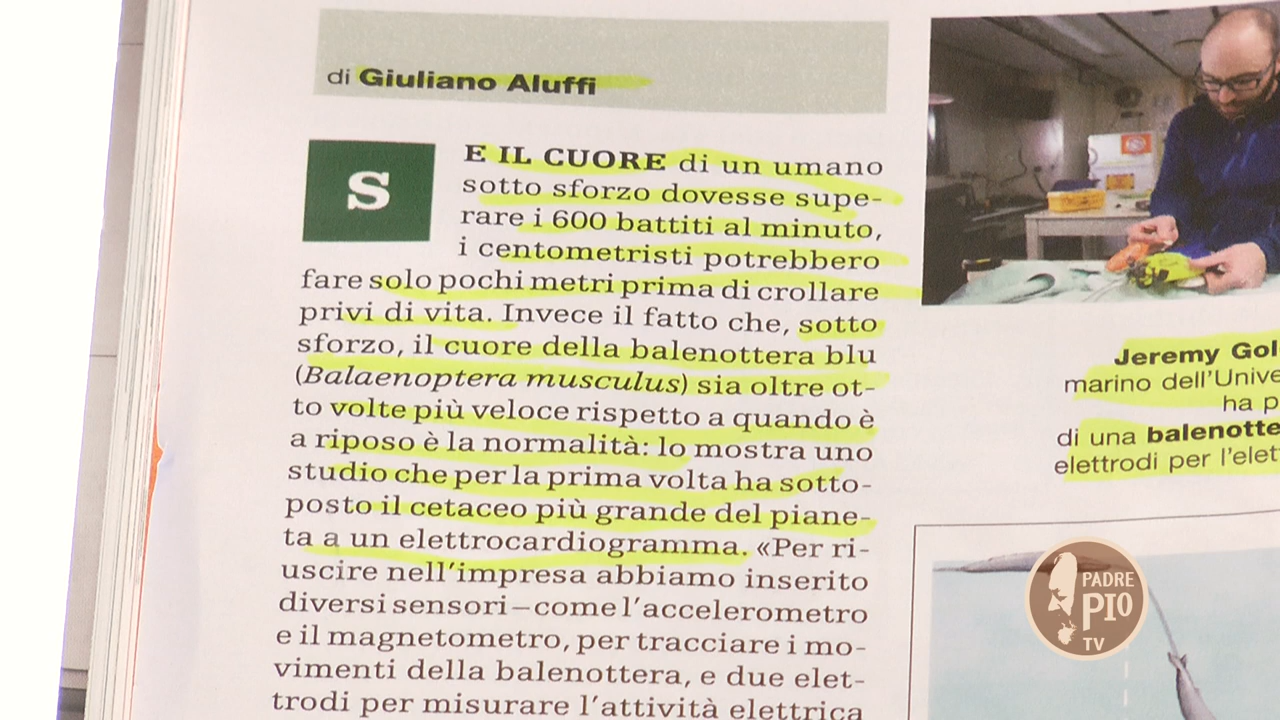 di Giuliano Aluffi
S
E IL CUORE di un umano
sotto sforzo dovesse supe-
rare i 600 battiti al minuto,
i centometristi potrebbero
fare solo pochi metri prima di crollare
privi di vita. Invece il fatto che, sotto
sforzo, il cuore della balenottera blu
(Balaenoptera musculus) sia oltre ot-
to volte più veloce rispetto a quando è
a riposo è la normalità: lo mostra uno
studio che per la prima volta ha sotto-
posto il cetaceo più grande del piane-
ta a un elettrocardiogramma. «Per ri-
uscire nell'impresa abbiamo inserito
diversi sensori – come l'accelerometro
e il magnetometro, per tracciare i mo-
vimenti della balenottera, e due elet-
trodi per misurare l'attività elettrica
Jeremy Gol
marino dell'Unive
ha p
di una balenotte
elettrodi per l'elet
PADRE
PIO
TV